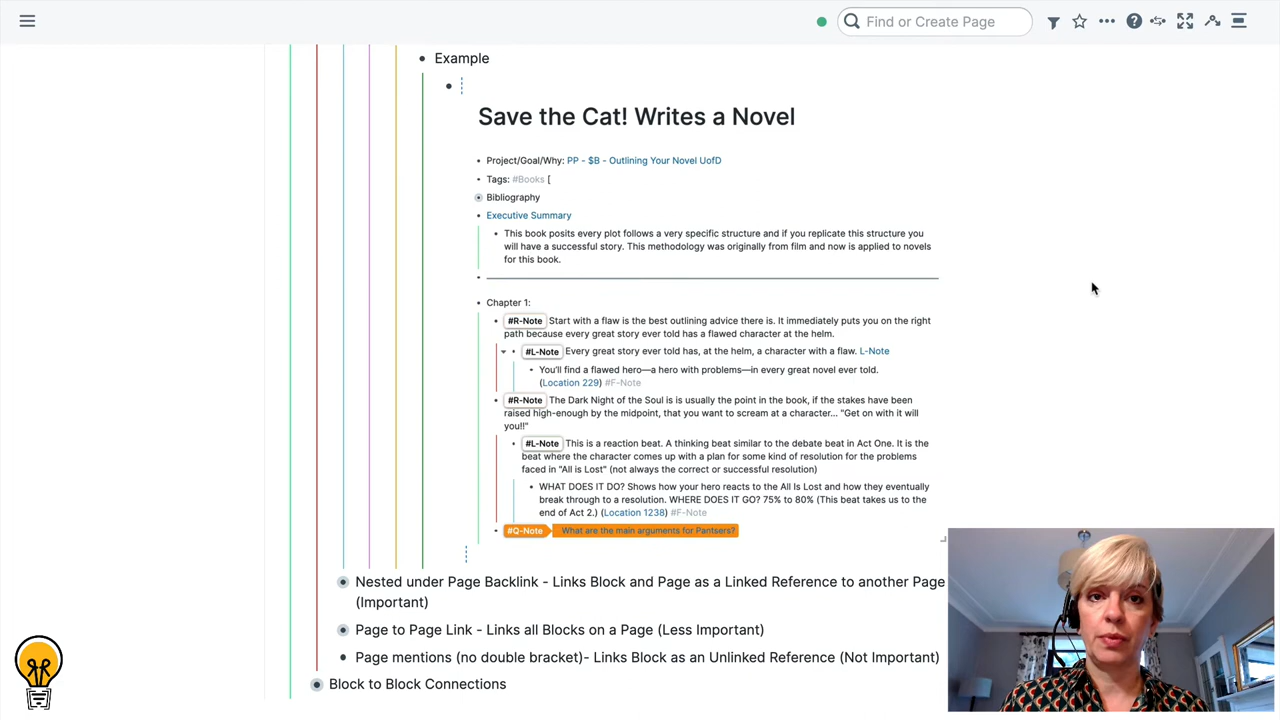 Find or Create Page
Example
Save the Cat! Writes a Novel
Project/Goal/Why: PP - $B - Outlining Your Novel UofD
Tags: #Books [
Bibliography
Executive Summary
This book posits every plot follows a very specific structure and if you replicate this structure you
will have a successful story. This methodology was originally from film and now is applied to novels
for this book.
Chapter 1:
#R-Note Start with a flaw is the best outlining advice there is. It immediately puts you on the right
path because every great story ever told has a flawed character at the helm.
#L-Note Every great story ever told has, at the helm, a character with a flaw. L-Note
You'll find a flawed hero—a hero with problems—in every great novel ever told.
(Location 229) #F-Note
#R-Note The Dark Night of the Soul is is usually the point in the book, if the stakes have been
raised high-enough by the midpoint, that you want to scream at a character... "Get on with it will
you!!"
#L-Note This is a reaction beat. A thinking beat similar to the debate beat in Act One. It is the
beat where the character comes up with a plan for some kind of resolution for the problems
faced in "All is Lost" (not always the correct or successful resolution)
WHAT DOES IT DO? Shows how your hero reacts to the All Is Lost and how they eventually
break through to a resolution. WHERE DOES IT GO? 75% to 80% (This beat takes us to the
end of Act 2.) (Location 1238) #F-Note
#Q-Note What are the main arguments for Pantsers?
Nested under Page Backlink - Links Block and Page as a Linked Reference to another Page
(Important)
Page to Page Link - Links all Blocks on a Page (Less Important)
Page mentions (no double bracket)- Links Block as an Unlinked Reference (Not Important)
Block to Block Connections